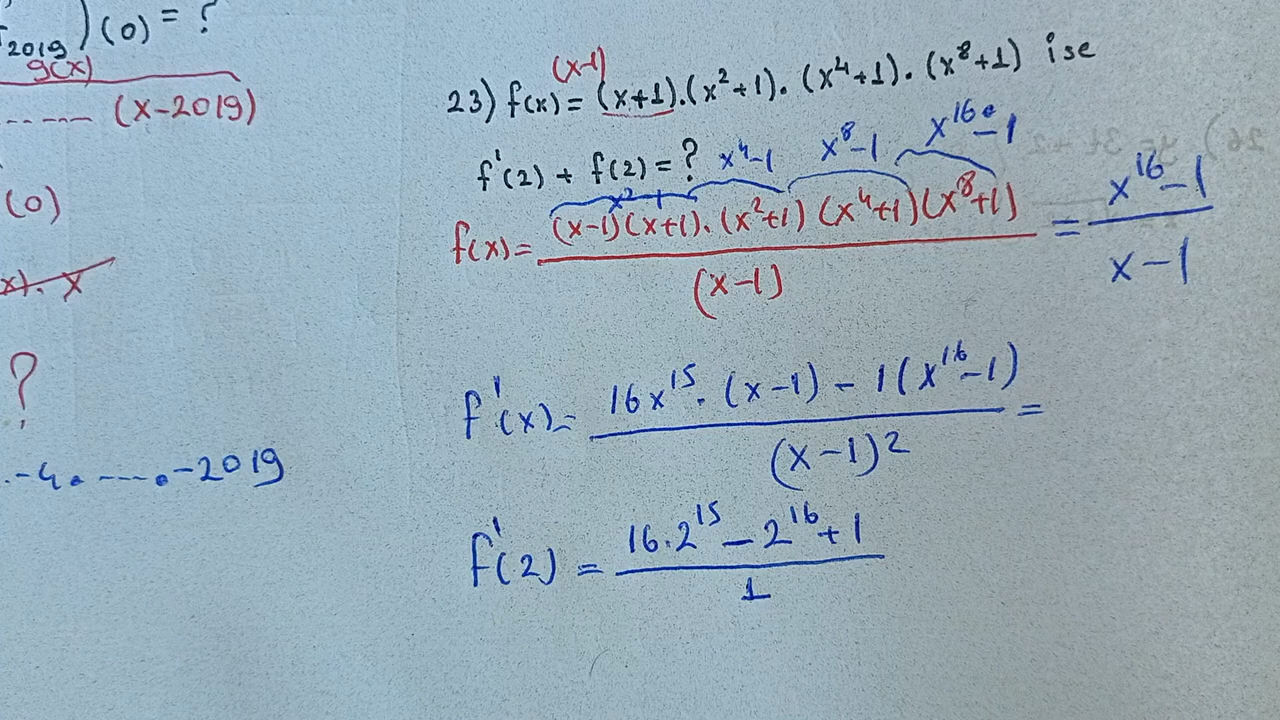 2019 ) (0) = ?
g(x)
------ (x-2019)
(0)
x). x
?
.-4. ----.-2019
(x-1)
23) f(x) = (x+1).(x²+1).(x⁴+1).(x⁸+1) ise
f'(2) + f(2) = ?
x²-1 x⁴-1 x⁸-1 x¹⁶-1
f(x)= (x-1)(x+1).(x²+1)(x⁴+1)(x⁸+1) / (x-1) = x¹⁶-1 / x-1
f'(x)= 16x¹⁵.(x-1) - 1(x¹⁶-1) / (x-1)² =
f'(2) = 16.2¹⁵ - 2¹⁶ + 1 / 1